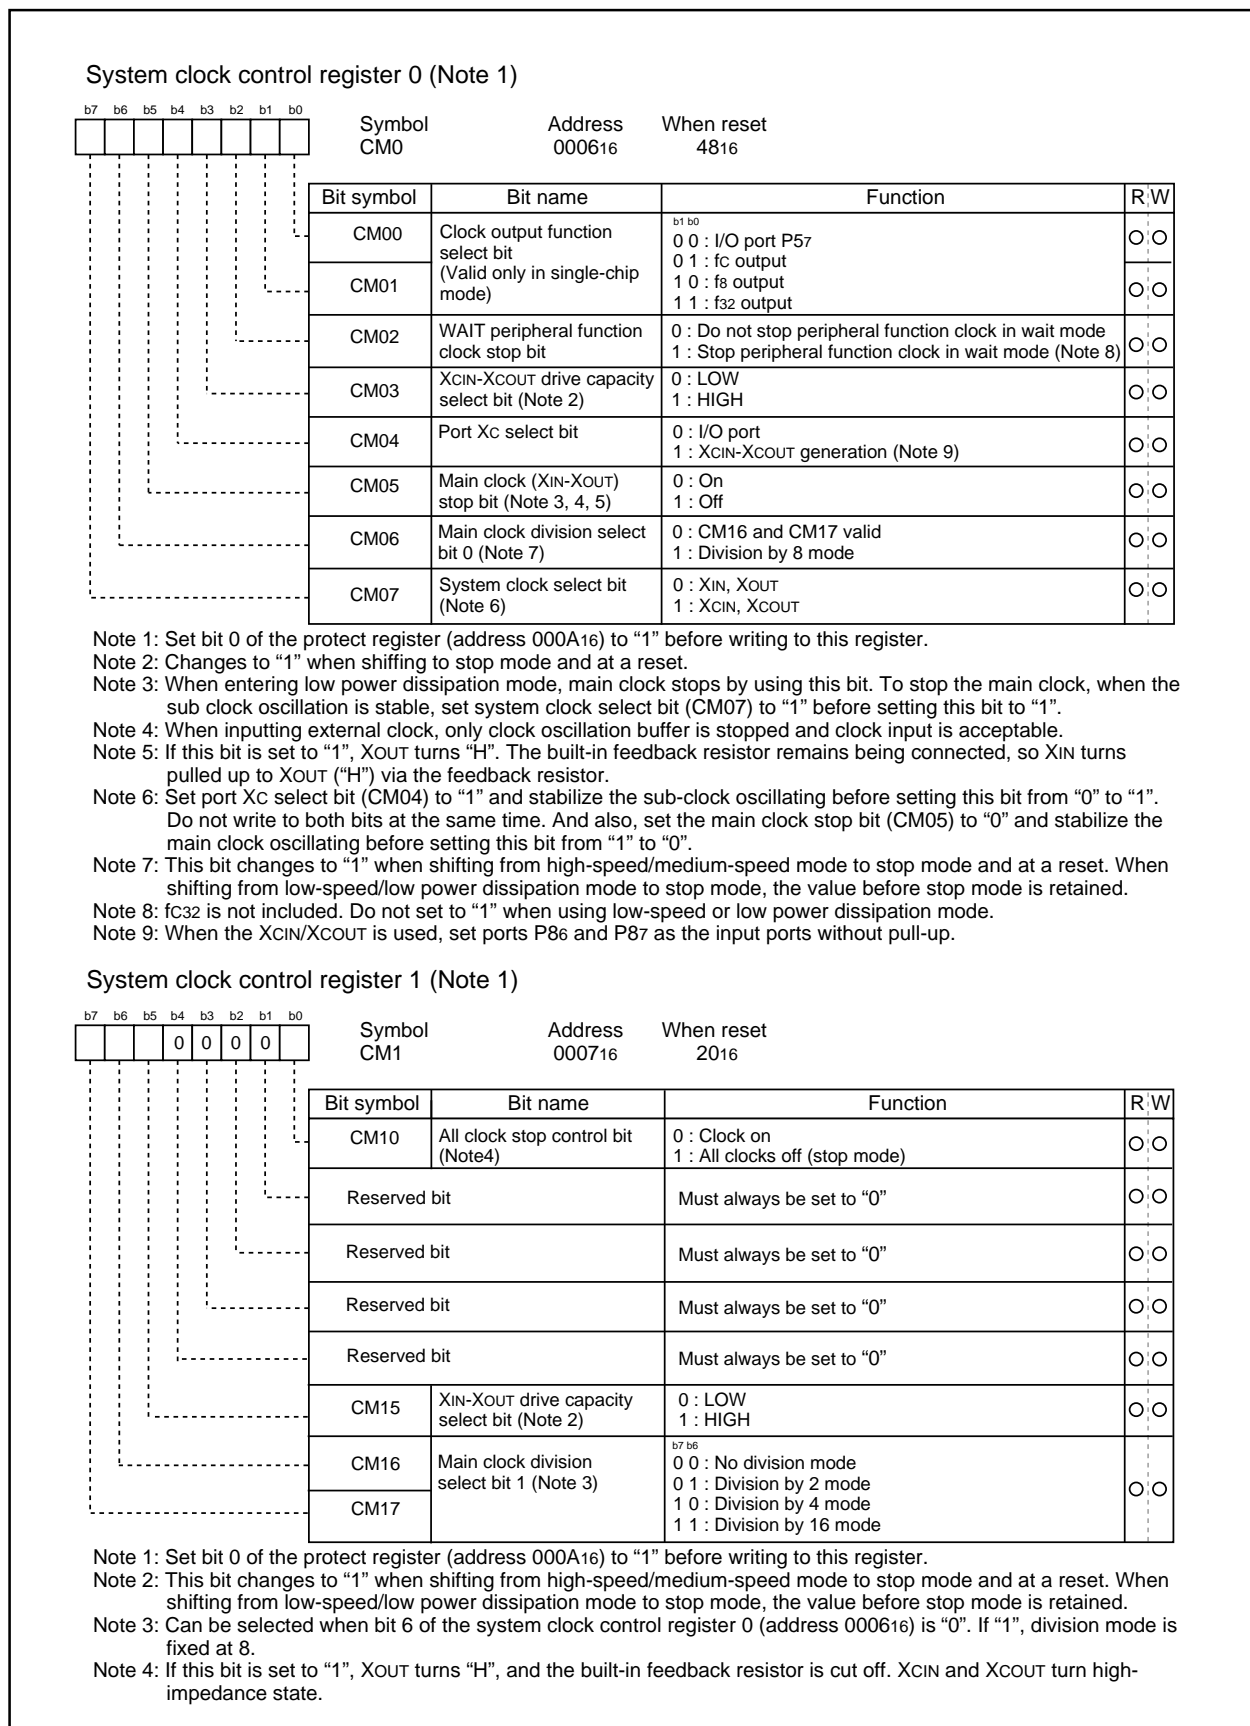 System clock control register 0 (Note 1)
b7 b6 b5 b4 b3 b2 b1 b0
Symbol Address When reset
CM0 000616 4816
Bit symbol Bit name Function R W
CM00 Clock output function select bit (Valid only in single-chip mode)
b1 b0
0 0 : I/O port P57
0 1 : fC output
1 0 : f8 output
1 1 : f32 output
CM01
CM02 WAIT peripheral function clock stop bit
0 : Do not stop peripheral function clock in wait mode
1 : Stop peripheral function clock in wait mode (Note 8)
CM03 XCIN-XCOUT drive capacity select bit (Note 2)
0 : LOW
1 : HIGH
CM04 Port XC select bit
0 : I/O port
1 : XCIN-XCOUT generation (Note 9)
CM05 Main clock (XIN-XOUT) stop bit (Note 3, 4, 5)
0 : On
1 : Off
CM06 Main clock division select bit 0 (Note 7)
0 : CM16 and CM17 valid
1 : Division by 8 mode
CM07 System clock select bit (Note 6)
0 : XIN, XOUT
1 : XCIN, XCOUT
Note 1: Set bit 0 of the protect register (address 000A16) to “1” before writing to this register.
Note 2: Changes to “1” when shiffing to stop mode and at a reset.
Note 3: When entering low power dissipation mode, main clock stops by using this bit. To stop the main clock, when the
sub clock oscillation is stable, set system clock select bit (CM07) to “1” before setting this bit to “1”.
Note 4: When inputting external clock, only clock oscillation buffer is stopped and clock input is acceptable.
Note 5: If this bit is set to “1”, XOUT turns “H”. The built-in feedback resistor remains being connected, so XIN turns
pulled up to XOUT (“H”) via the feedback resistor.
Note 6: Set port XC select bit (CM04) to “1” and stabilize the sub-clock oscillating before setting this bit from “0” to “1”.
Do not write to both bits at the same time. And also, set the main clock stop bit (CM05) to “0” and stabilize the
main clock oscillating before setting this bit from “1” to “0”.
Note 7: This bit changes to “1” when shifting from high-speed/medium-speed mode to stop mode and at a reset. When
shifting from low-speed/low power dissipation mode to stop mode, the value before stop mode is retained.
Note 8: fC32 is not included. Do not set to “1” when using low-speed or low power dissipation mode.
Note 9: When the XCIN/XCOUT is used, set ports P86 and P87 as the input ports without pull-up.
System clock control register 1 (Note 1)
b7 b6 b5 b4 b3 b2 b1 b0
0 0 0 0
Symbol Address When reset
CM1 000716 2016
Bit symbol Bit name Function R W
CM10 All clock stop control bit (Note4)
0 : Clock on
1 : All clocks off (stop mode)
Reserved bit Must always be set to “0”
Reserved bit Must always be set to “0”
Reserved bit Must always be set to “0”
Reserved bit Must always be set to “0”
CM15 XIN-XOUT drive capacity select bit (Note 2)
0 : LOW
1 : HIGH
CM16 Main clock division select bit 1 (Note 3)
b7 b6
0 0 : No division mode
0 1 : Division by 2 mode
1 0 : Division by 4 mode
1 1 : Division by 16 mode
CM17
Note 1: Set bit 0 of the protect register (address 000A16) to “1” before writing to this register.
Note 2: This bit changes to “1” when shifting from high-speed/medium-speed mode to stop mode and at a reset. When
shifting from low-speed/low power dissipation mode to stop mode, the value before stop mode is retained.
Note 3: Can be selected when bit 6 of the system clock control register 0 (address 000616) is “0”. If “1”, division mode is
fixed at 8.
Note 4: If this bit is set to “1”, XOUT turns “H”, and the built-in feedback resistor is cut off. XCIN and XCOUT turn high-
impedance state.